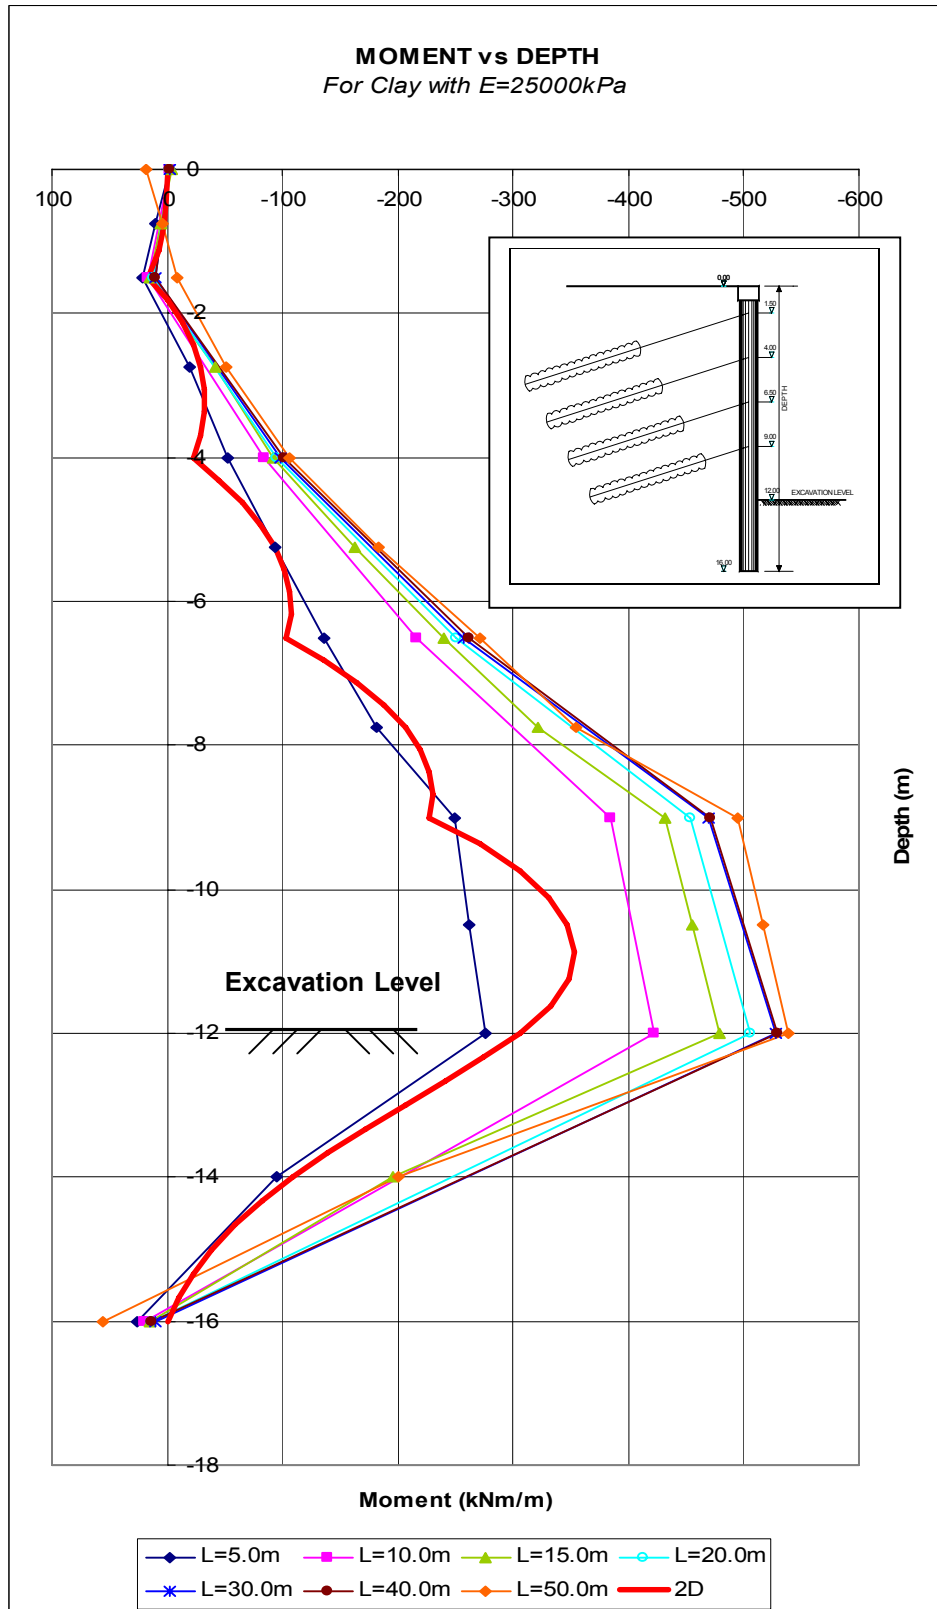 MOMENT vs DEPTH
For Clay with E=25000kPa
100 0 -100 -200 -300 -400 -500 -600
0
-2
-4
-6
-8
-10
-12
-14
-16
-18
0.00
1.50
4.00
6.50
9.00
12.00
16.00
DEPTH
EXCAVATION LEVEL
Depth (m)
Excavation Level
Moment (kNm/m)
L=5.0m L=10.0m L=15.0m L=20.0m
L=30.0m L=40.0m L=50.0m 2D